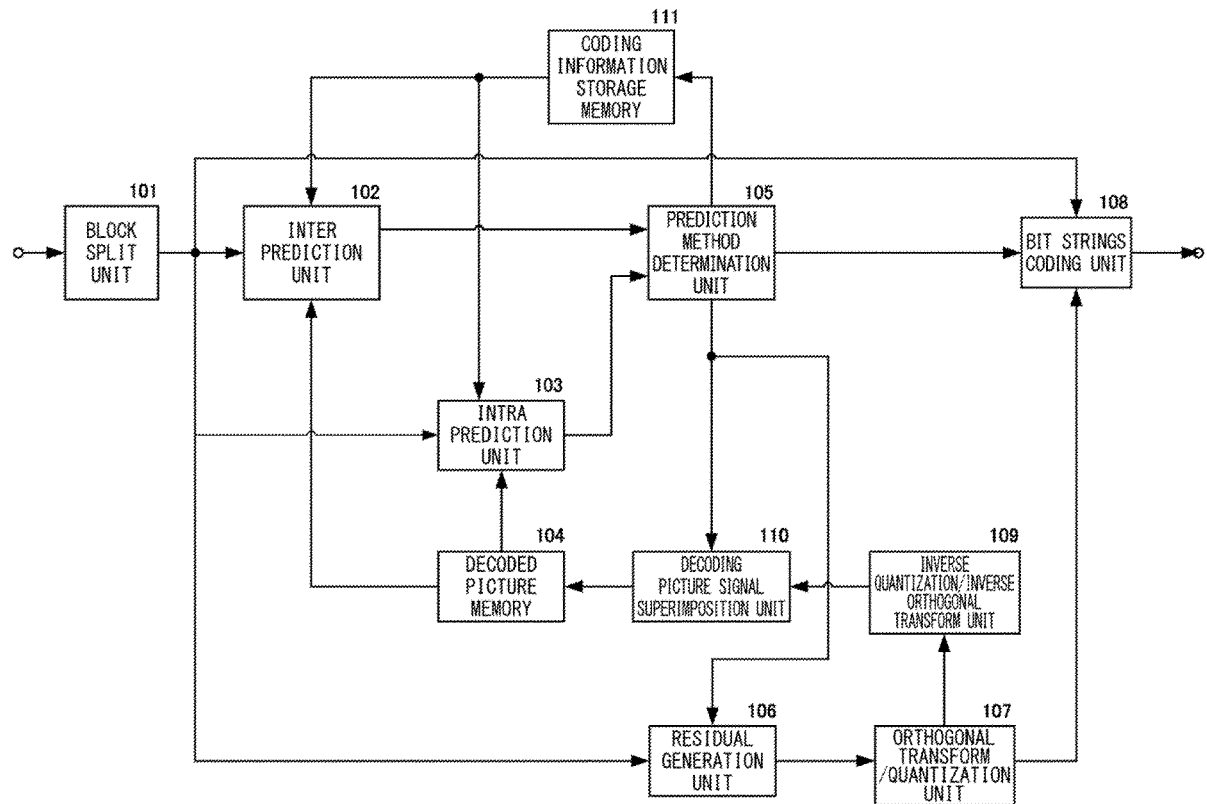 111
CODING
INFORMATION
STORAGE
MEMORY
101
BLOCK
SPLIT
UNIT
102
INTER
PREDICTION
UNIT
105
PREDICTION
METHOD
DETERMINATION
UNIT
108
BIT STRINGS
CODING UNIT
103
INTRA
PREDICTION
UNIT
104
DECODED
PICTURE
MEMORY
110
DECODING
PICTURE SIGNAL
SUPERIMPOSITION UNIT
109
INVERSE
QUANTIZATION/INVERSE
ORTHOGONAL
TRANSFORM UNIT
106
RESIDUAL
GENERATION
UNIT
107
ORTHOGONAL
TRANSFORM
/QUANTIZATION
UNIT